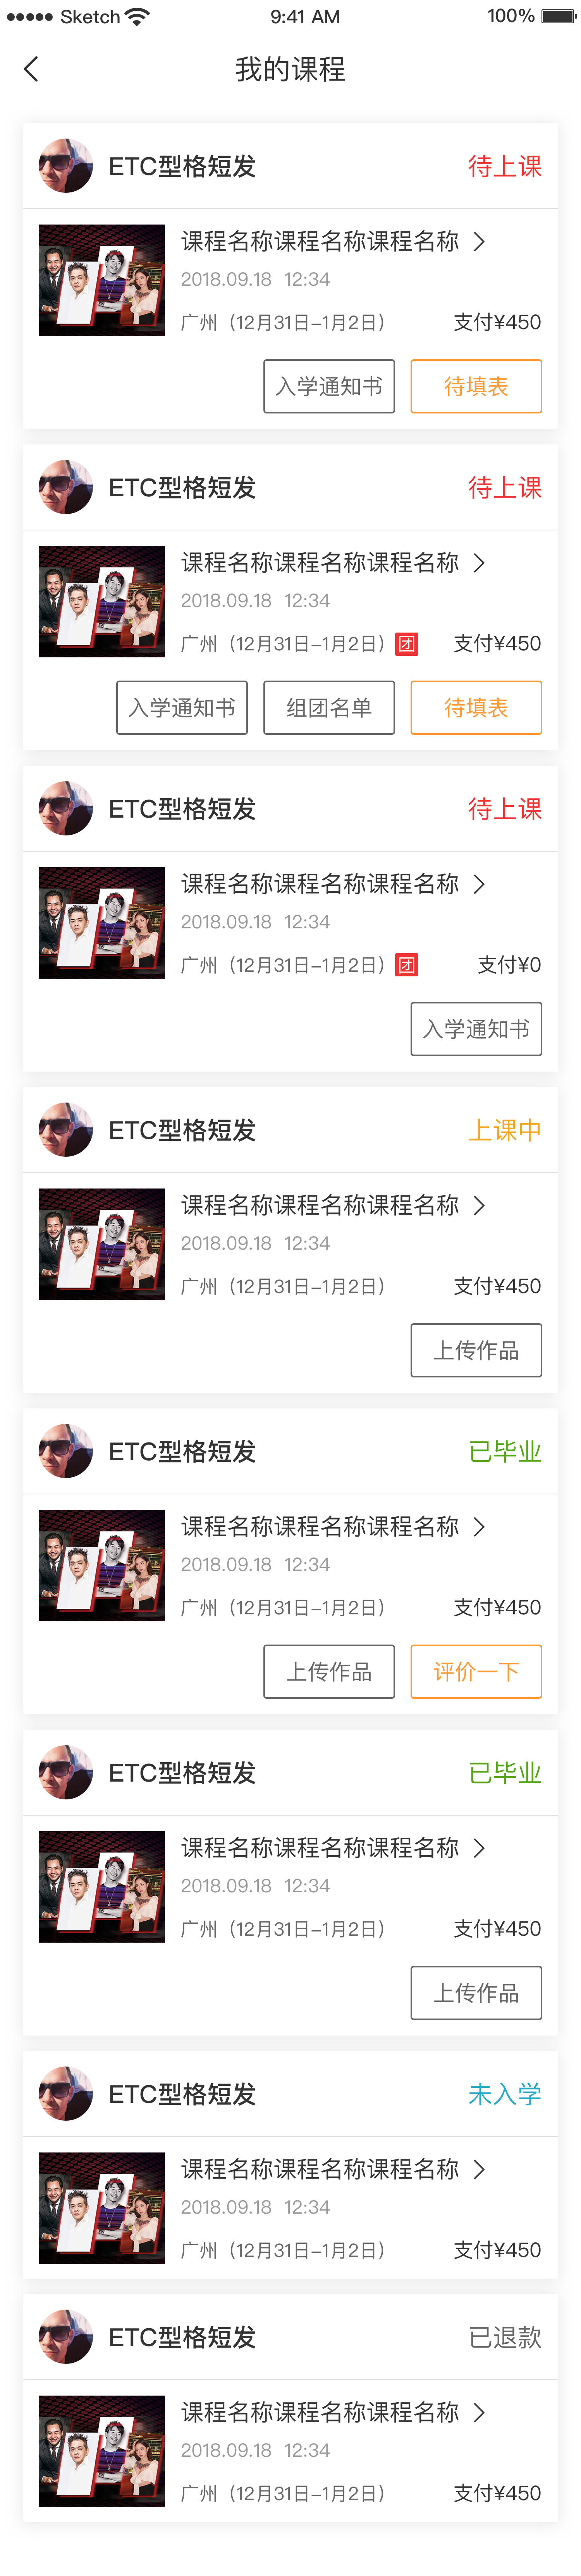 Sketch 9:41 AM 100%
我的课程
ETC型格短发 待上课
课程名称课程名称课程名称
2018.09.18 12:34
广州（12月31日-1月2日） 支付¥450
入学通知书 待填表
ETC型格短发 待上课
课程名称课程名称课程名称
2018.09.18 12:34
广州（12月31日-1月2日） 团 支付¥450
入学通知书 组团名单 待填表
ETC型格短发 待上课
课程名称课程名称课程名称
2018.09.18 12:34
广州（12月31日-1月2日） 团 支付¥0
入学通知书
ETC型格短发 上课中
课程名称课程名称课程名称
2018.09.18 12:34
广州（12月31日-1月2日） 支付¥450
上传作品
ETC型格短发 已毕业
课程名称课程名称课程名称
2018.09.18 12:34
广州（12月31日-1月2日） 支付¥450
上传作品 评价一下
ETC型格短发 已毕业
课程名称课程名称课程名称
2018.09.18 12:34
广州（12月31日-1月2日） 支付¥450
上传作品
ETC型格短发 未入学
课程名称课程名称课程名称
2018.09.18 12:34
广州（12月31日-1月2日） 支付¥450
ETC型格短发 已退款
课程名称课程名称课程名称
2018.09.18 12:34
广州（12月31日-1月2日） 支付¥450